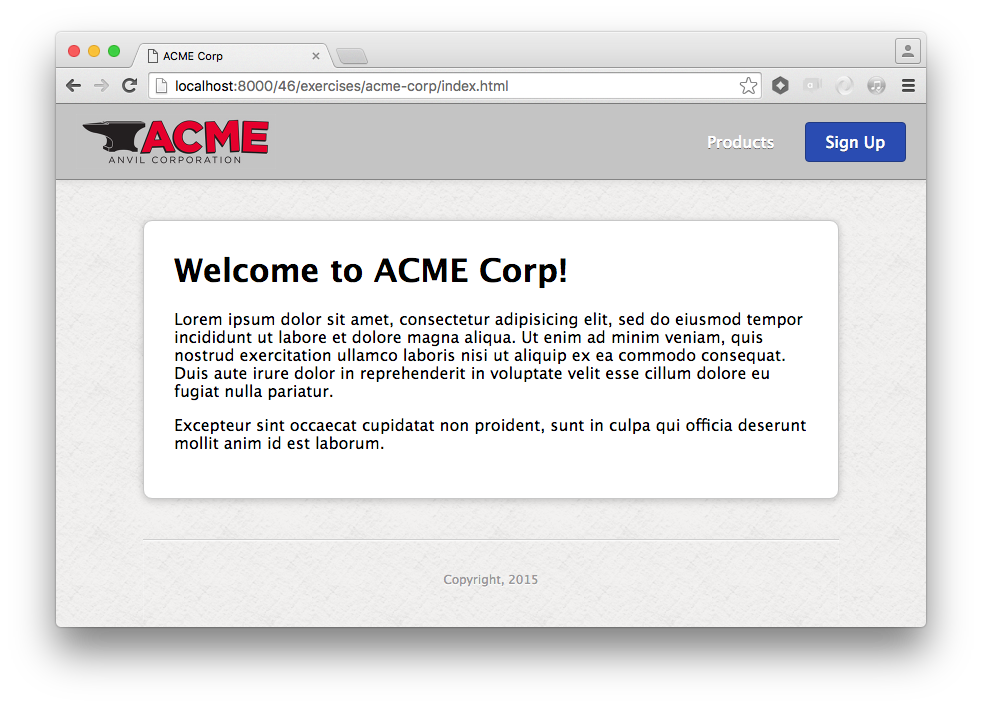 ACME Corp
localhost:8000/46/exercises/acme-corp/index.html
ACME
ANVIL CORPORATION
Products
Sign Up
Welcome to ACME Corp!
Lorem ipsum dolor sit amet, consectetur adipisicing elit, sed do eiusmod tempor
incididunt ut labore et dolore magna aliqua. Ut enim ad minim veniam, quis
nostrud exercitation ullamco laboris nisi ut aliquip ex ea commodo consequat.
Duis aute irure dolor in reprehenderit in voluptate velit esse cillum dolore eu
fugiat nulla pariatur.
Excepteur sint occaecat cupidatat non proident, sunt in culpa qui officia deserunt
mollit anim id est laborum.
Copyright, 2015